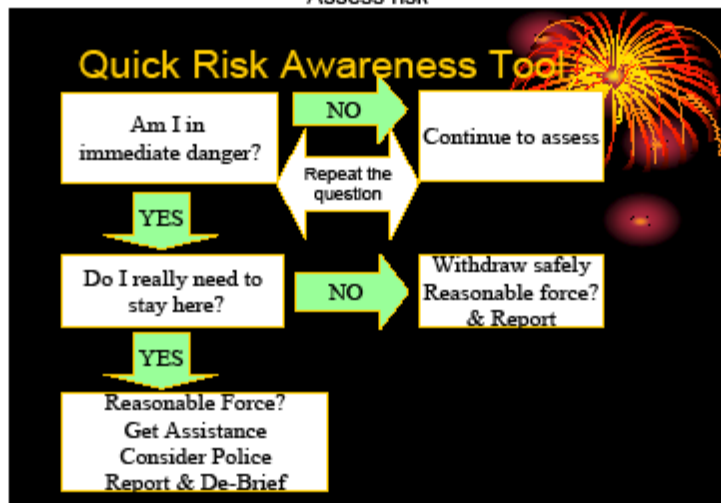 Assess risk
Quick Risk Awareness Tool
Am I in
immediate danger?
NO
Continue to assess
Repeat the
question
YES
Do I really need to
stay here?
NO
Withdraw safely
Reasonable force?
& Report
YES
Reasonable Force?
Get Assistance
Consider Police
Report & De-Brief